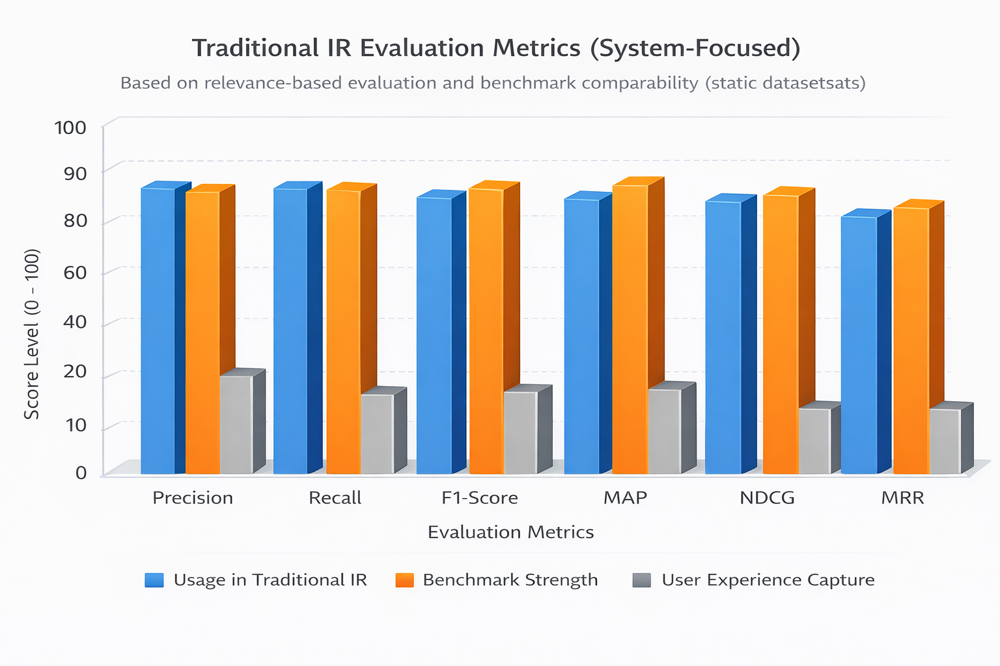 Traditional IR Evaluation Metrics (System-Focused)
Based on relevance-based evaluation and benchmark comparability (static datasetsats)
100
90
80
60
40
20
10
0
Score Level (0 - 100)
Precision
Recall
F1-Score
MAP
NDCG
MRR
Evaluation Metrics
Usage in Traditional IR
Benchmark Strength
User Experience Capture